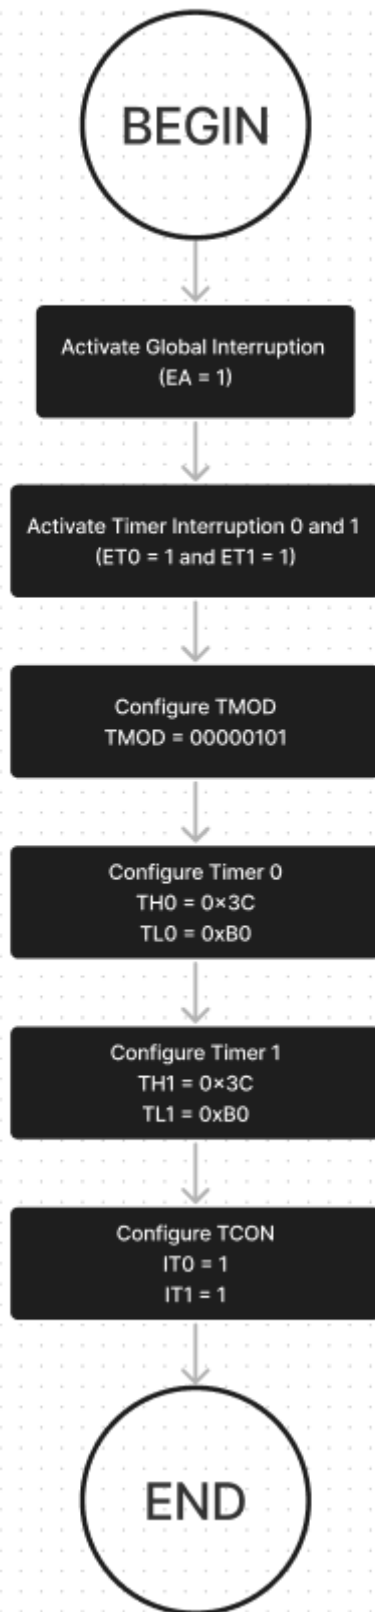 BEGIN
Activate Global Interruption
(EA = 1)
Activate Timer Interruption 0 and 1
(ET0 = 1 and ET1 = 1)
Configure TMOD
TMOD = 00000101
Configure Timer 0
TH0 = 0×3C
TL0 = 0xB0
Configure Timer 1
TH1 = 0×3C
TL1 = 0xB0
Configure TCON
IT0 = 1
IT1 = 1
END